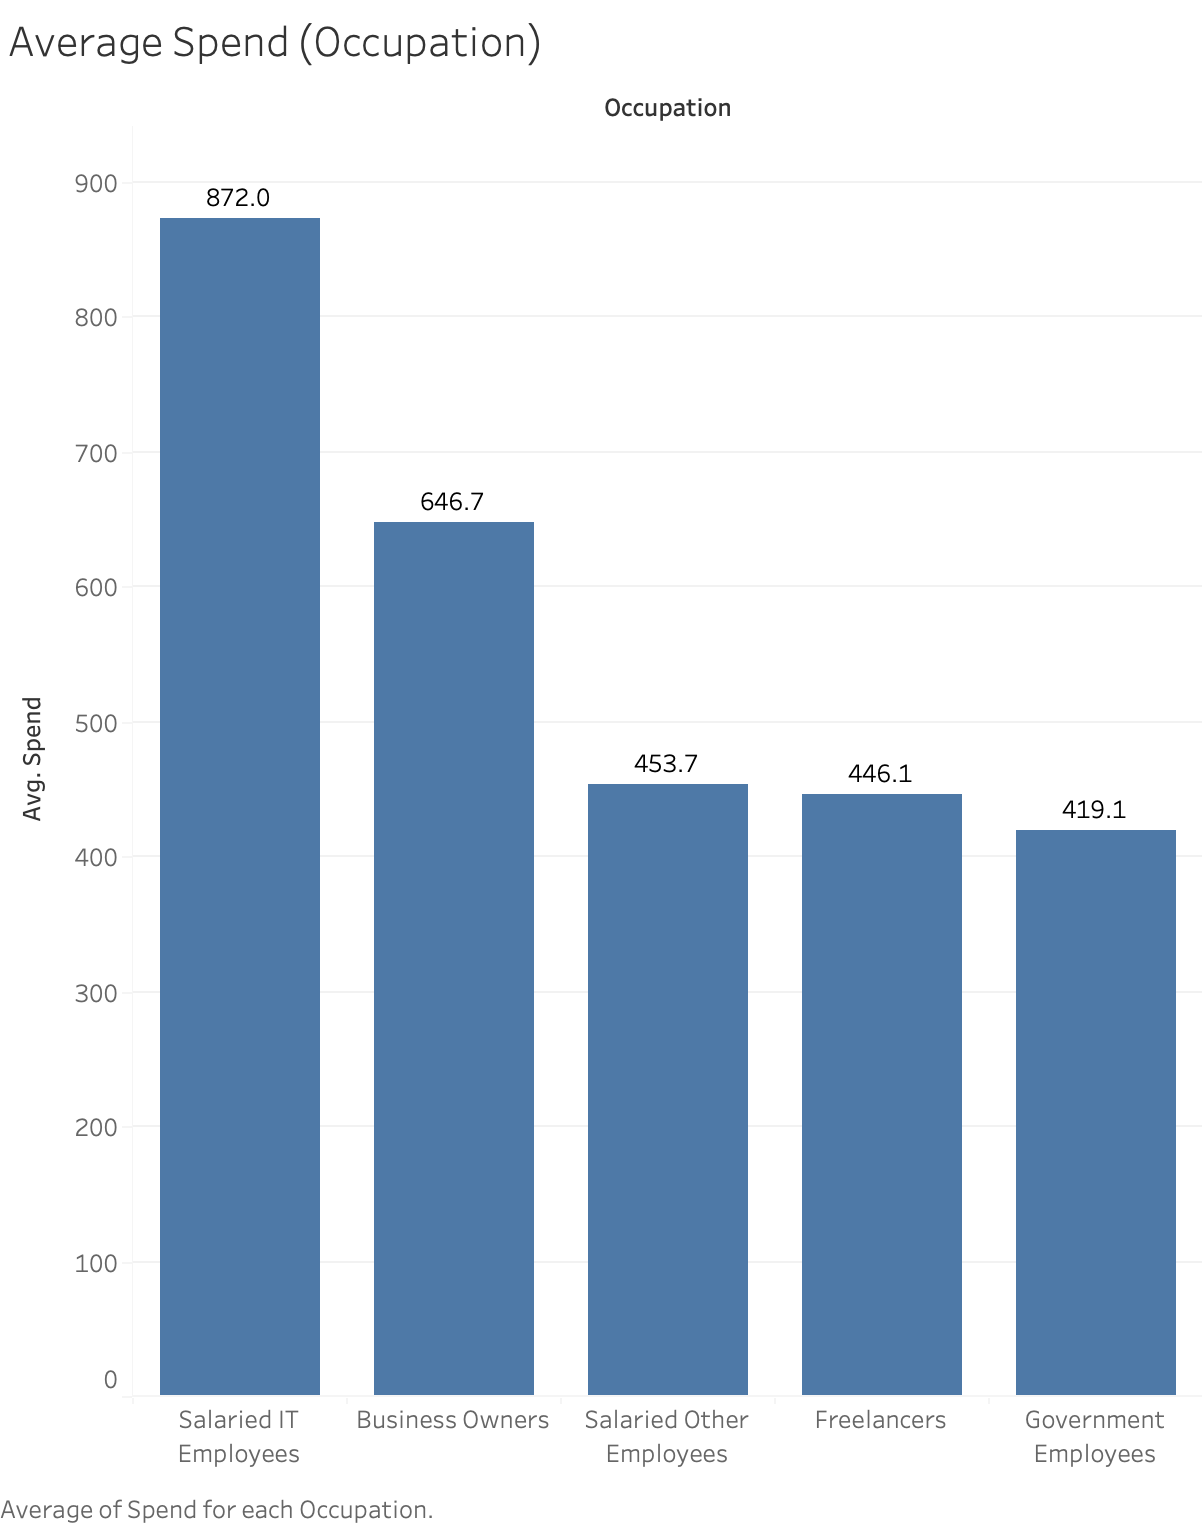 Average Spend (Occupation)
Occupation
Avg. Spend
900
800
700
600
500
400
300
200
100
0
872.0
646.7
453.7
446.1
419.1
Salaried IT
Employees
Business Owners
Salaried Other
Employees
Freelancers
Government
Employees
Average of Spend for each Occupation.